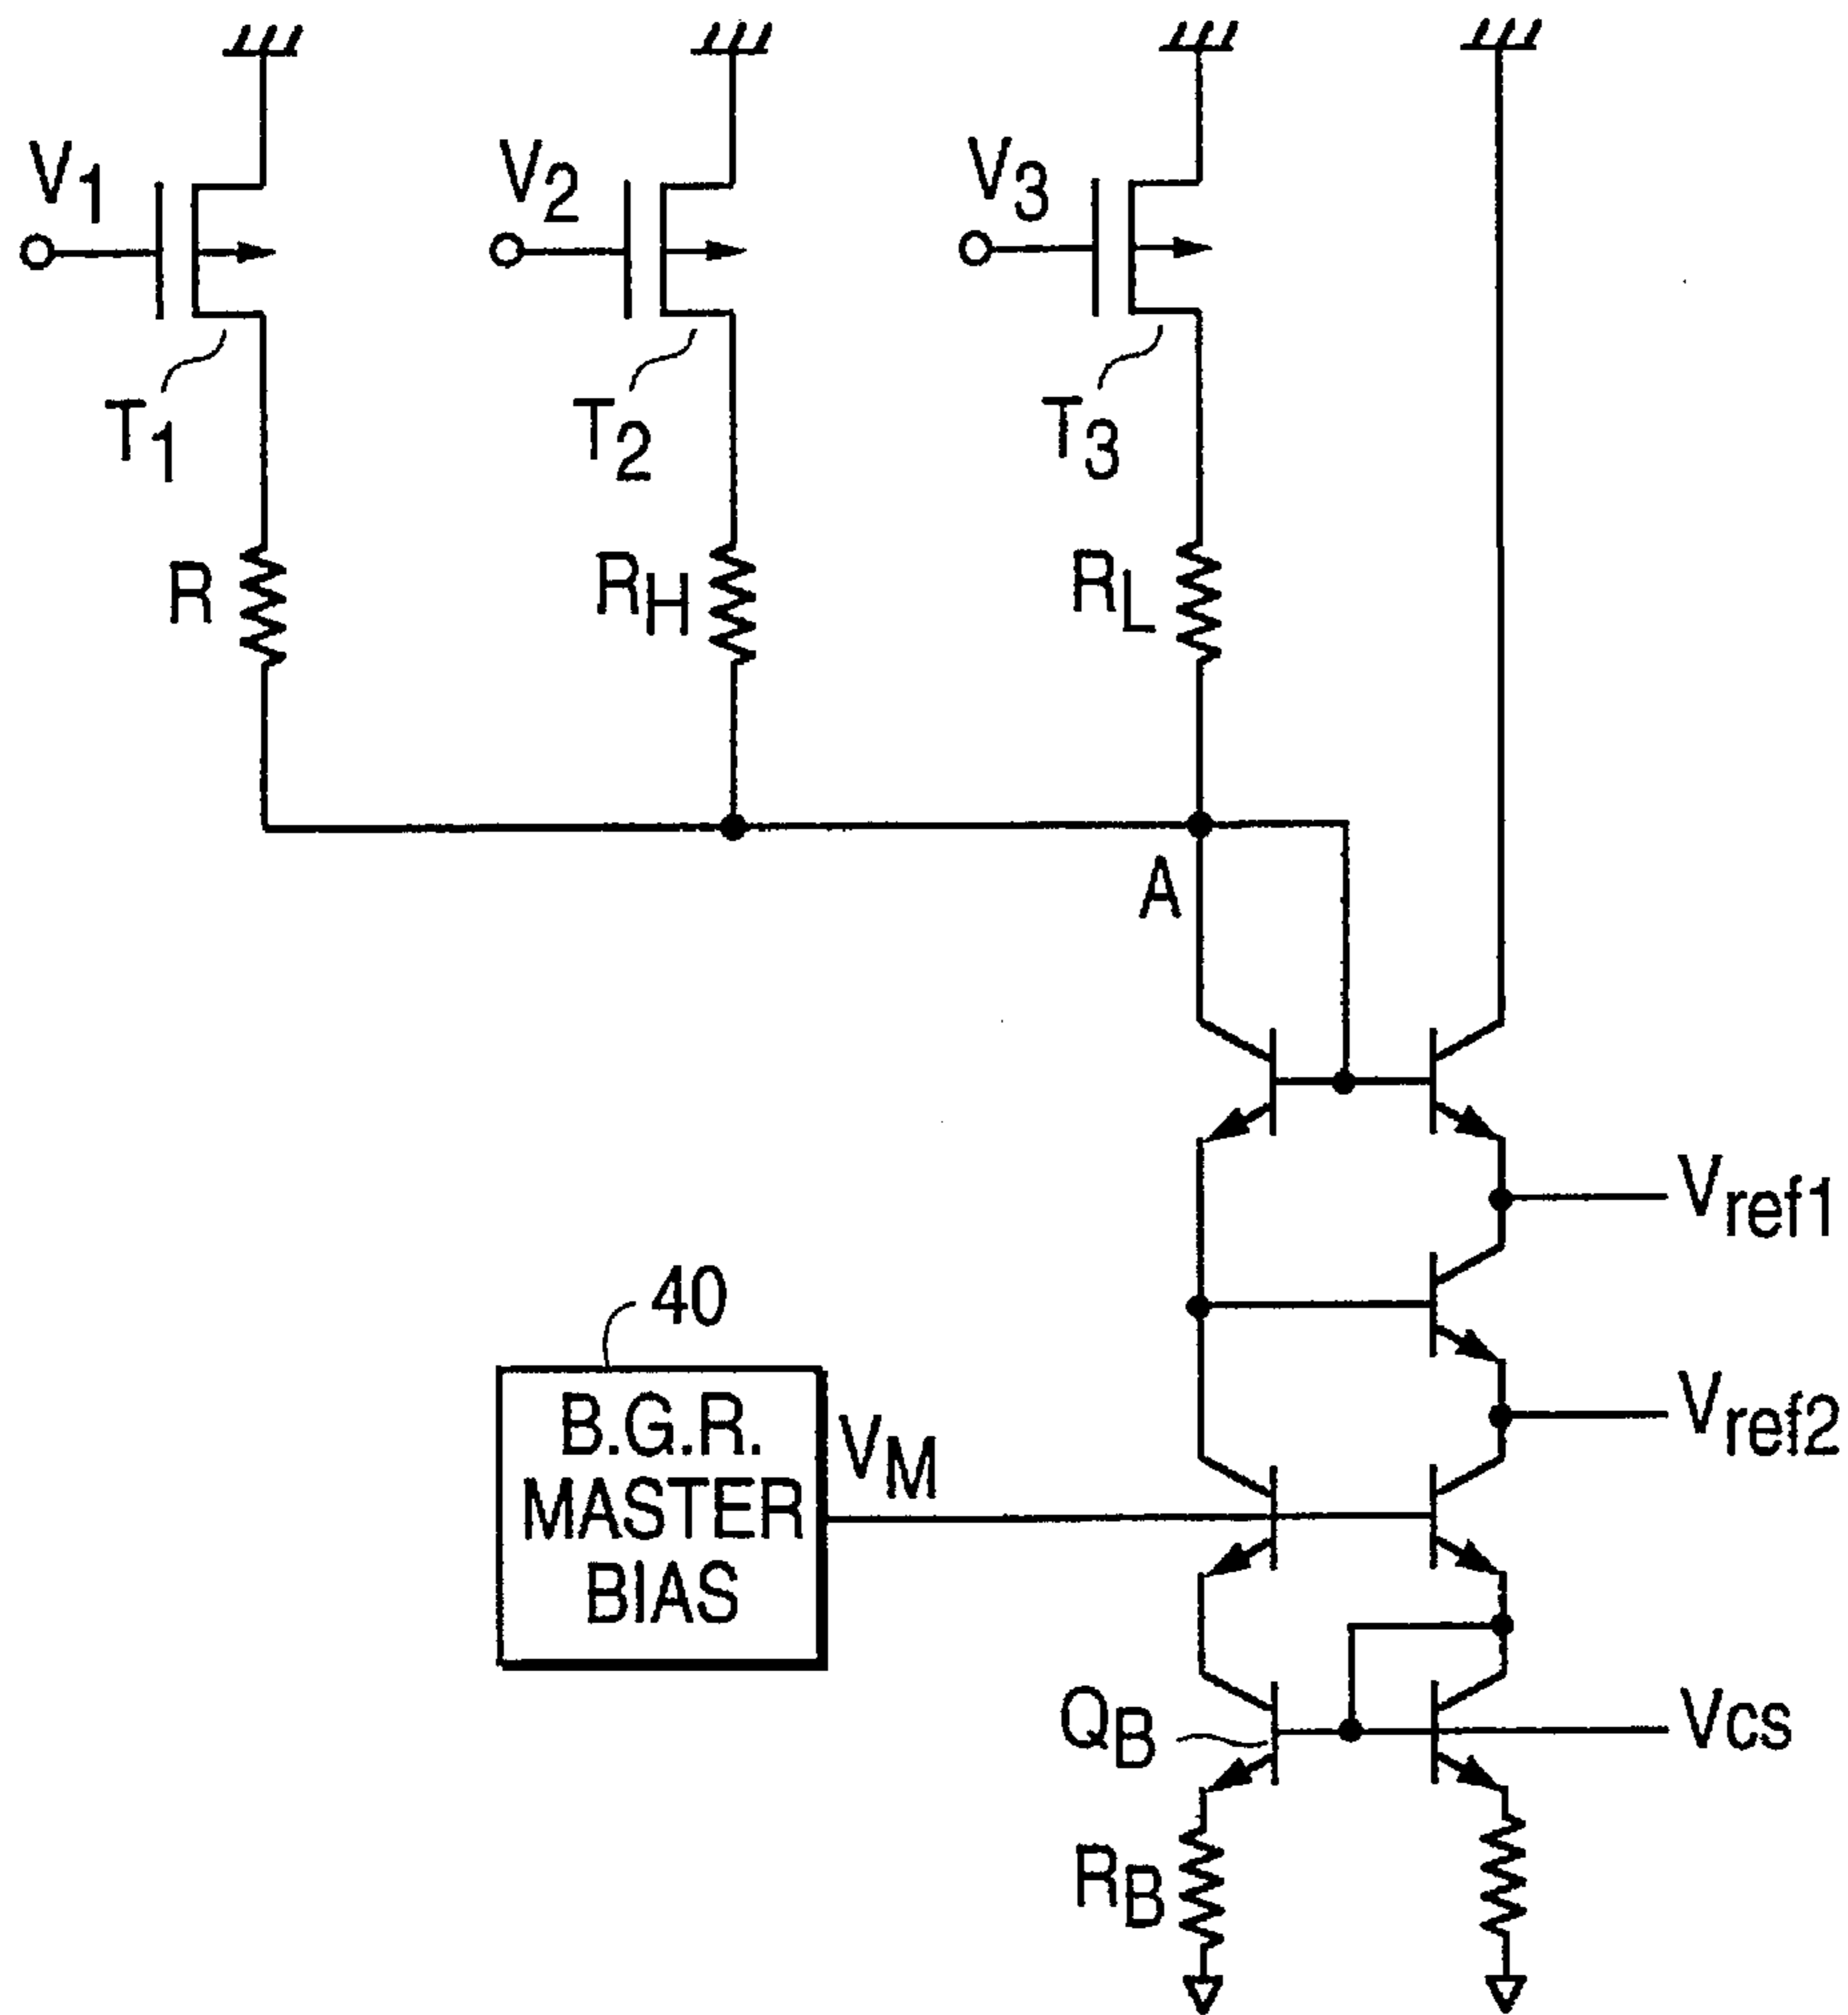 V1
V2
V3
T1
T2
T3
R
RH
RL
A
Vref1
40
B.G.R.
MASTER
BIAS
VM
Vref2
QB
Vcs
RB